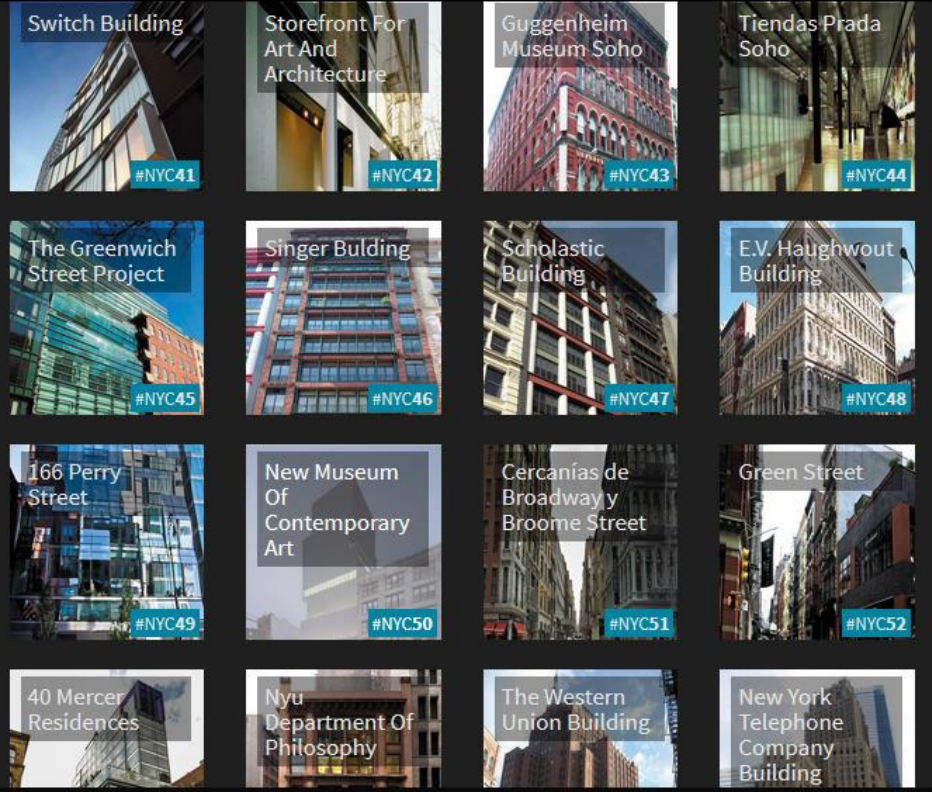 Switch Building
#NYC41
Storefront For
Art And
Architecture
#NYC42
Guggenheim
Museum Soho
#NYC43
Tiendas Prada
Soho
#NYC44
The Greenwich
Street Project
#NYC45
Singer Bulding
#NYC46
Scholastic
Building
#NYC47
E.V. Haughwout
Building
#NYC48
166 Perry
Street
#NYC49
New Museum
Of
Contemporary
Art
#NYC50
Cercanías de
Broadway y
Broome Street
#NYC51
Green Street
#NYC52
40 Mercer
Residences
Nyu
Department Of
Philosophy
The Western
Union Building
New York
Telephone
Company
Building